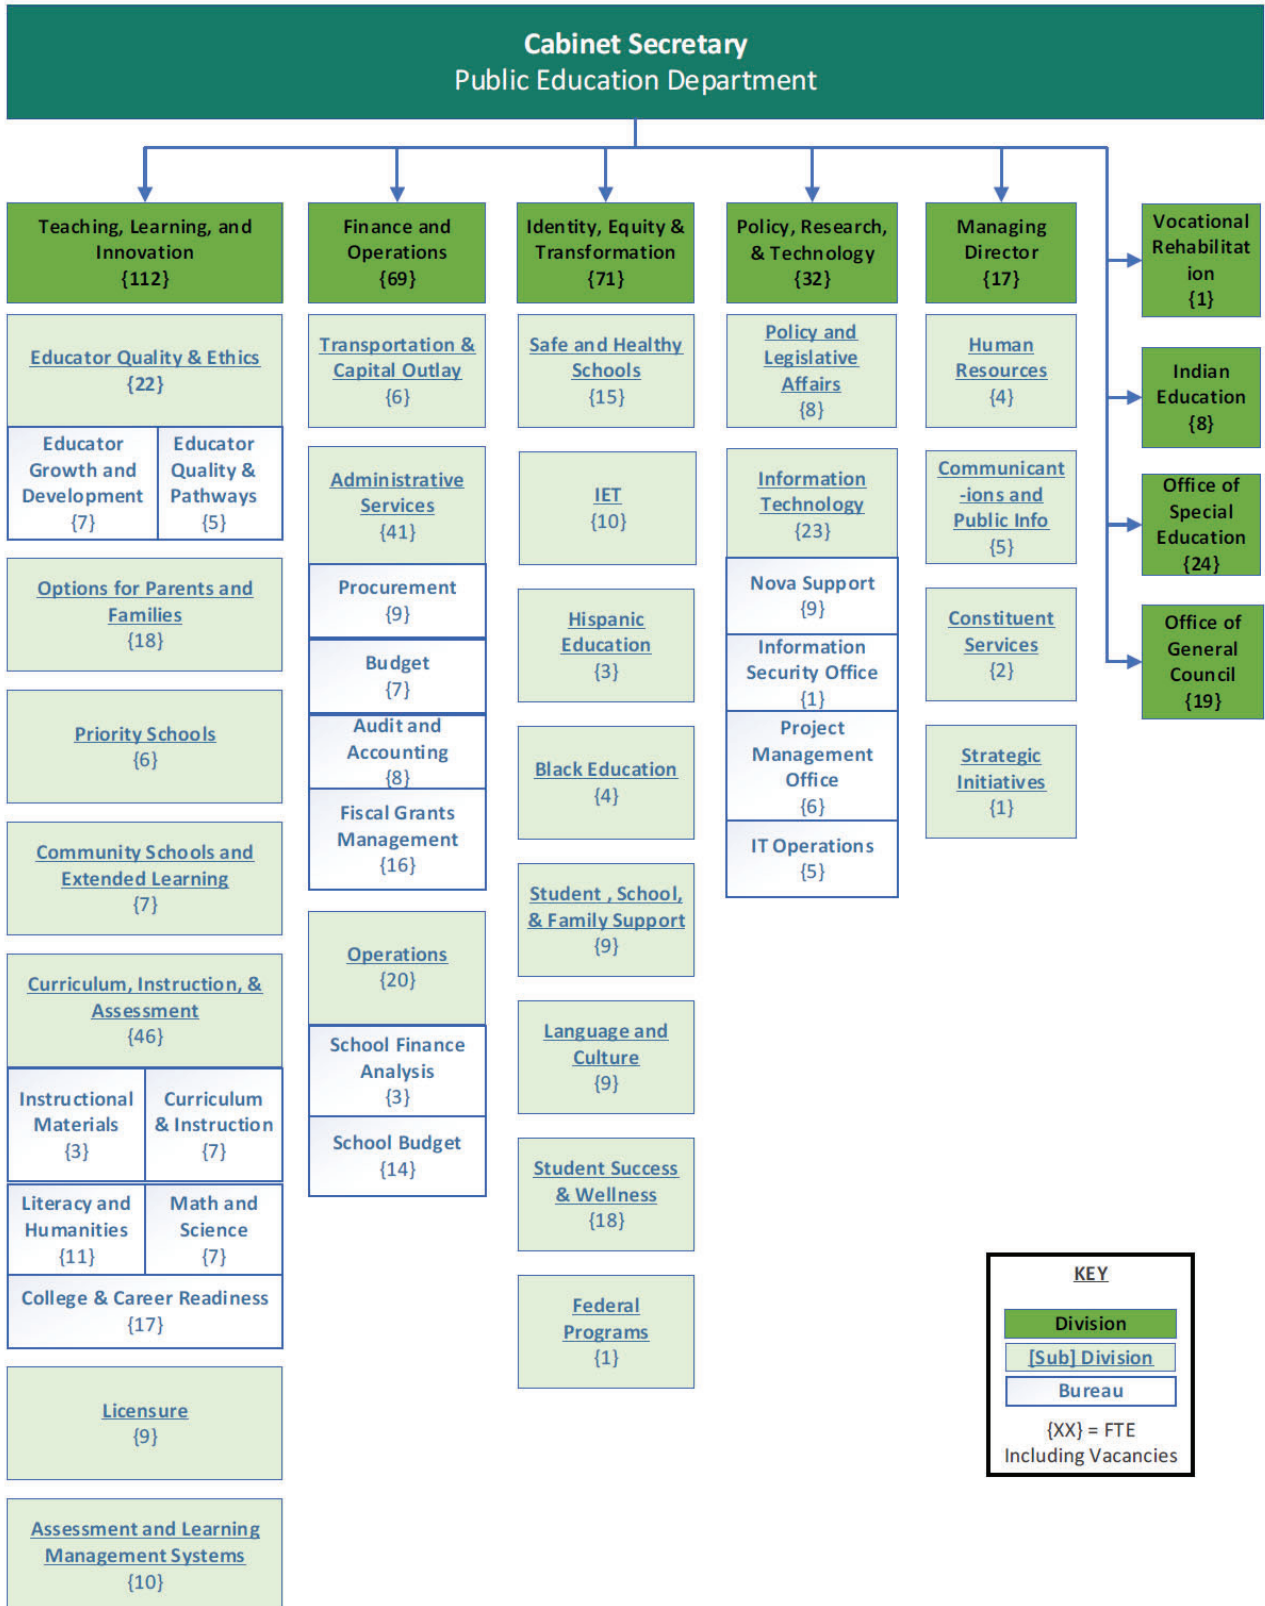 Cabinet Secretary
Public Education Department
Teaching, Learning, and
Innovation
{112}
Educator Quality & Ethics
{22}
Educator
Growth and
Development
{7}
Educator
Quality &
Pathways
{5}
Options for Parents and
Families
{18}
Priority Schools
{6}
Community Schools and
Extended Learning
{7}
Curriculum, Instruction, &
Assessment
{46}
Instructional
Materials
{3}
Curriculum
& Instruction
{7}
Literacy and
Humanities
{11}
Math and
Science
{7}
College & Career Readiness
{17}
Licensure
{9}
Assessment and Learning
Management Systems
{10}
Finance and
Operations
{69}
Transportation &
Capital Outlay
{6}
Administrative
Services
{41}
Procurement
{9}
Budget
{7}
Audit and
Accounting
{8}
Fiscal Grants
Management
{16}
Operations
{20}
School Finance
Analysis
{3}
School Budget
{14}
Identity, Equity &
Transformation
{71}
Safe and Healthy
Schools
{15}
IET
{10}
Hispanic
Education
{3}
Black Education
{4}
Student , School,
& Family Support
{9}
Language and
Culture
{9}
Student Success
& Wellness
{18}
Federal
Programs
{1}
Policy, Research,
& Technology
{32}
Policy and
Legislative
Affairs
{8}
Information
Technology
{23}
Nova Support
{9}
Information
Security Office
{1}
Project
Management
Office
{6}
IT Operations
{5}
Managing
Director
{17}
Human
Resources
{4}
Communicant
-ions and
Public Info
{5}
Constituent
Services
{2}
Strategic
Initiatives
{1}
Vocational
Rehabilitat
ion
{1}
Indian
Education
{8}
Office of
Special
Education
{24}
Office of
General
Council
{19}
KEY
Division
[Sub] Division
Bureau
{XX} = FTE
Including Vacancies